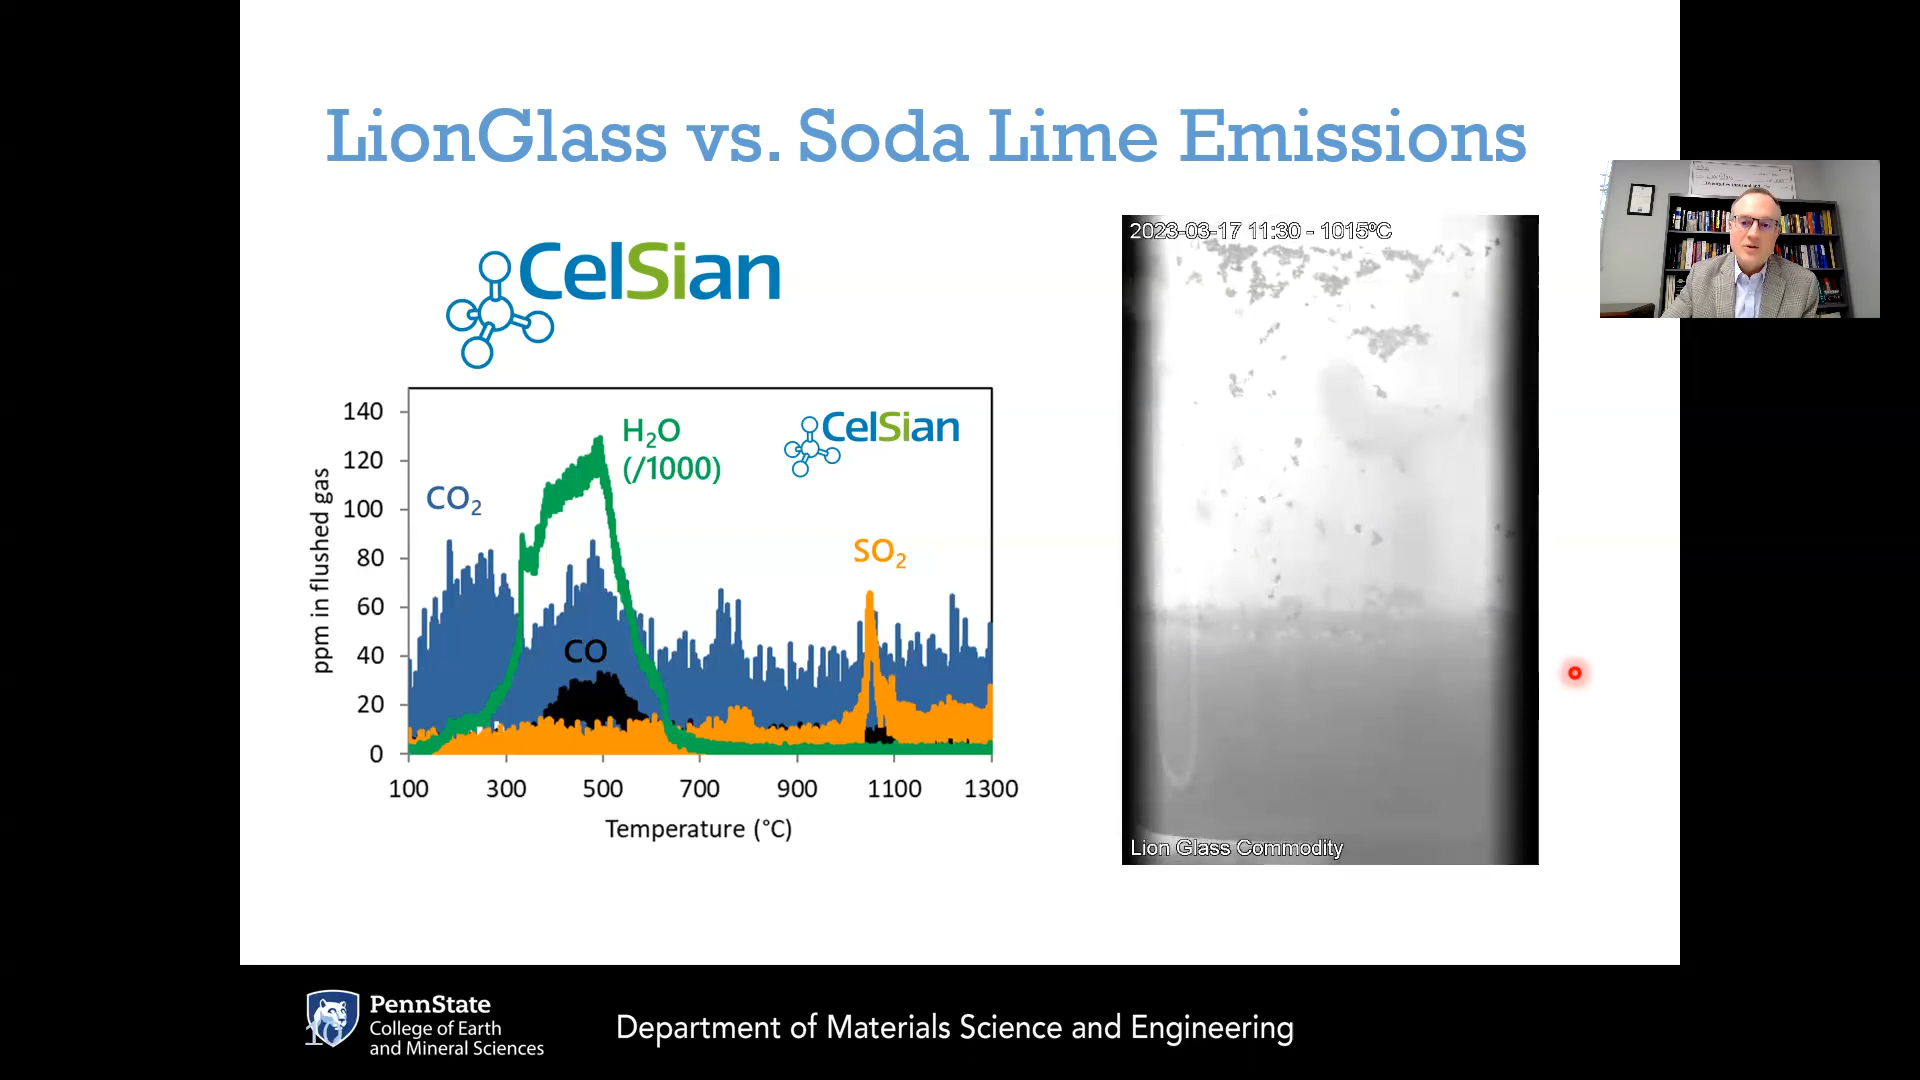 LionGlass vs. Soda Lime Emissions
CelSian
2023-03-17 11:30 - 1015ºC
ppm in flushed gas
140
120
100
80
60
40
20
0
CO₂
H₂O
(/1000)
CelSian
CO
SO₂
100 300 500 700 900 1100 1300
Temperature (°C)
Lion Glass Commodity
PennState
College of Earth
and Mineral Sciences
Department of Materials Science and Engineering